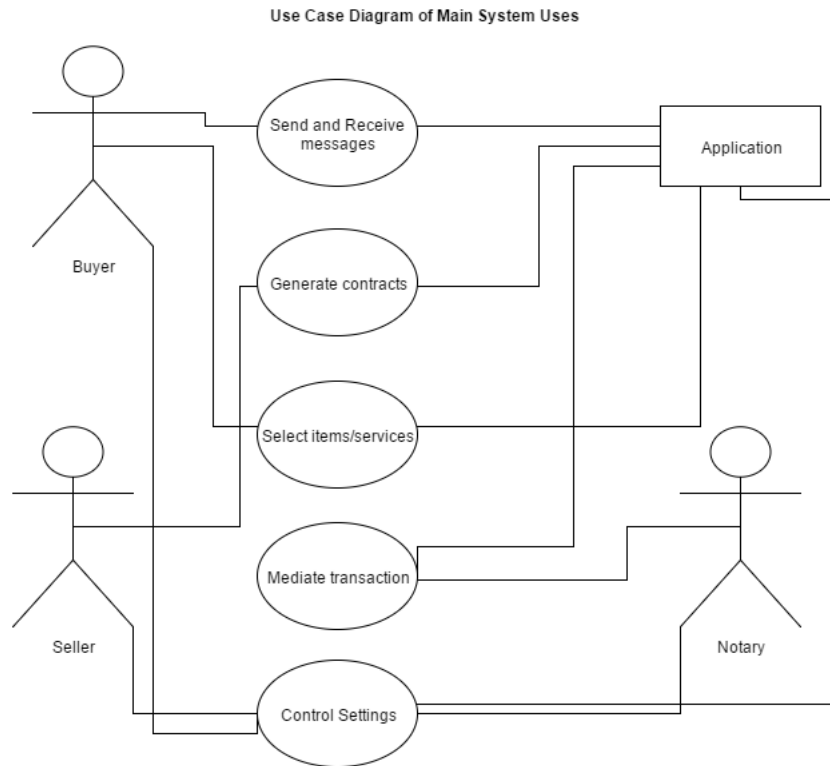 Use Case Diagram of Main System Uses
Send and Receive
messages
Application
Buyer
Generate contracts
Select items/services
Mediate transaction
Seller
Notary
Control Settings